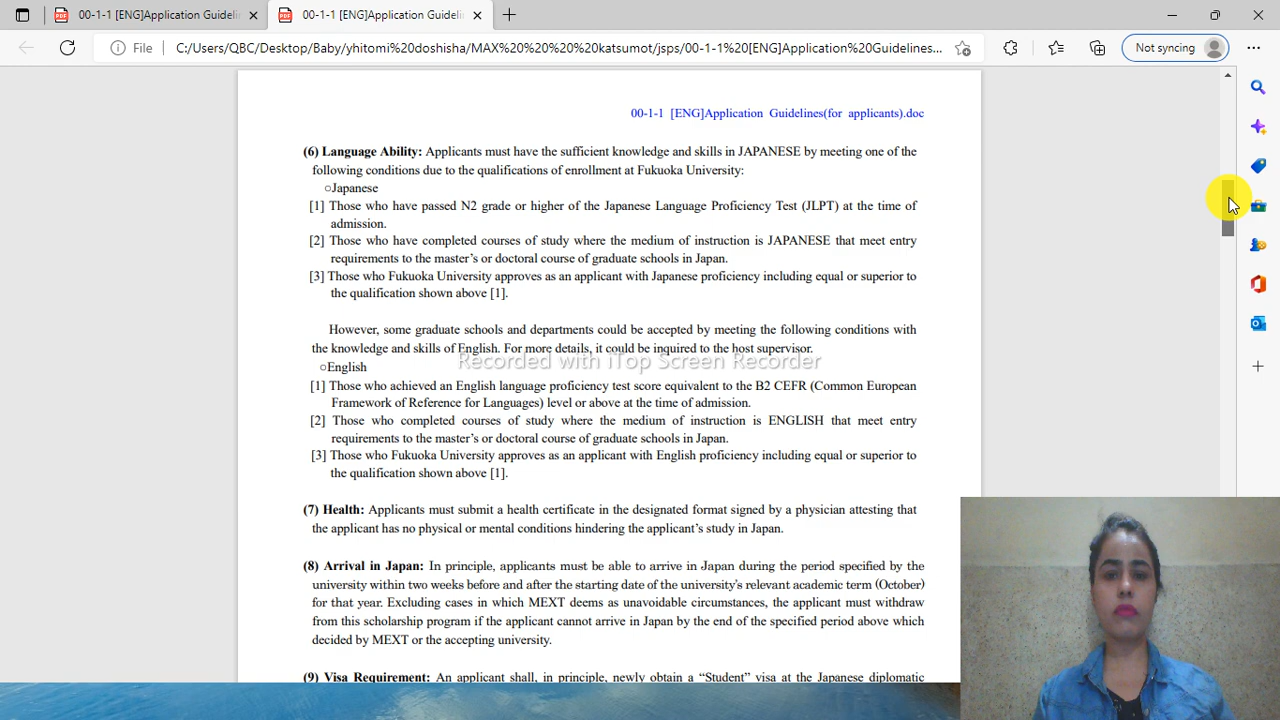 00-1-1 [ENG]Application Guidelin
00-1-1 [ENG]Application Guidelin
File
C:/Users/QBC/Desktop/Baby/yhitomi%20doshisha/MAX%20%20%20%20katsumot/jsps/00-1-1%20[ENG]Application%20Guidelines...
Not syncing
00-1-1 [ENG]Application Guidelines(for applicants).doc
(6) Language Ability: Applicants must have the sufficient knowledge and skills in JAPANESE by meeting one of the
following conditions due to the qualifications of enrollment at Fukuoka University:
○Japanese
[1] Those who have passed N2 grade or higher of the Japanese Language Proficiency Test (JLPT) at the time of
admission.
[2] Those who have completed courses of study where the medium of instruction is JAPANESE that meet entry
requirements to the master's or doctoral course of graduate schools in Japan.
[3] Those who Fukuoka University approves as an applicant with Japanese proficiency including equal or superior to
the qualification shown above [1].
However, some graduate schools and departments could be accepted by meeting the following conditions with
the knowledge and skills of English. For more details, it could be inquired to the host supervisor.
Recorded with iTop Screen Recorder
○English
[1] Those who achieved an English language proficiency test score equivalent to the B2 CEFR (Common European
Framework of Reference for Languages) level or above at the time of admission.
[2] Those who completed courses of study where the medium of instruction is ENGLISH that meet entry
requirements to the master's or doctoral course of graduate schools in Japan.
[3] Those who Fukuoka University approves as an applicant with English proficiency including equal or superior to
the qualification shown above [1].
(7) Health: Applicants must submit a health certificate in the designated format signed by a physician attesting that
the applicant has no physical or mental conditions hindering the applicant's study in Japan.
(8) Arrival in Japan: In principle, applicants must be able to arrive in Japan during the period specified by the
university within two weeks before and after the starting date of the university's relevant academic term (October)
for that year. Excluding cases in which MEXT deems as unavoidable circumstances, the applicant must withdraw
from this scholarship program if the applicant cannot arrive in Japan by the end of the specified period above which
decided by MEXT or the accepting university.
(9) Visa Requirement: An applicant shall, in principle, newly obtain a "Student" visa at the Japanese diplomatic